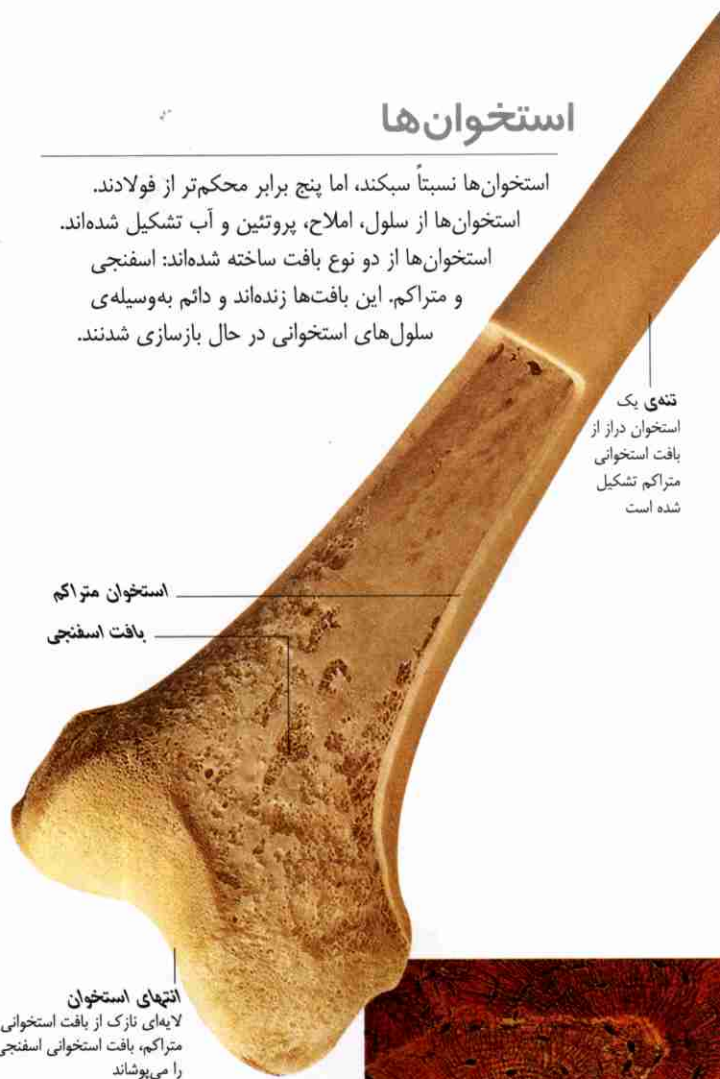 استخوان‌ها
استخوان‌ها نسبتاً سبکند، اما پنج برابر محکم‌تر از فولادند.
استخوان‌ها از سلول، املاح، پروتئین و آب تشکیل شده‌اند.
استخوان‌ها از دو نوع بافت ساخته شده‌اند: اسفنجی
و متراکم. این بافت‌ها زنده‌اند و دائم به‌وسیله‌ی
سلول‌های استخوانی در حال بازسازی شدنند.
تنه‌ی یک
استخوان دراز از
بافت استخوانی
متراکم تشکیل
شده است
استخوان متراکم
بافت اسفنجی
انتهای استخوان
لایه‌ای نازک از بافت استخوانی
متراکم، بافت استخوانی اسفنجی
را می‌پوشاند